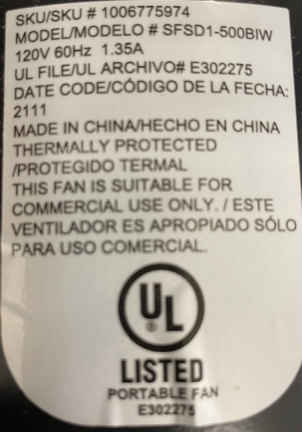 SKU/SKU # 1006775974
MODEL/MODELO # SFSD1-500BIW
120V 60Hz 1.35A
UL FILE/UL ARCHIVO# E302275
DATE CODE/CÓDIGO DE LA FECHA:
2111
MADE IN CHINA/HECHO EN CHINA
THERMALLY PROTECTED
/PROTEGIDO TERMAL
THIS FAN IS SUITABLE FOR
COMMERCIAL USE ONLY. / ESTE
VENTILADOR ES APROPIADO SÓLO
PARA USO COMERCIAL.
UL
®
LISTED
PORTABLE FAN
E302275